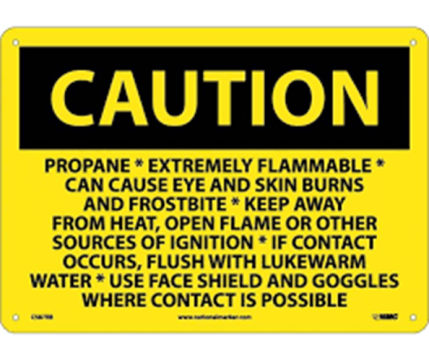 CAUTION
PROPANE * EXTREMELY FLAMMABLE *
CAN CAUSE EYE AND SKIN BURNS
AND FROSTBITE * KEEP AWAY
FROM HEAT, OPEN FLAME OR OTHER
SOURCES OF IGNITION * IF CONTACT
OCCURS, FLUSH WITH LUKEWARM
WATER * USE FACE SHIELD AND GOGGLES
WHERE CONTACT IS POSSIBLE
www.nationalmarker.com NMC